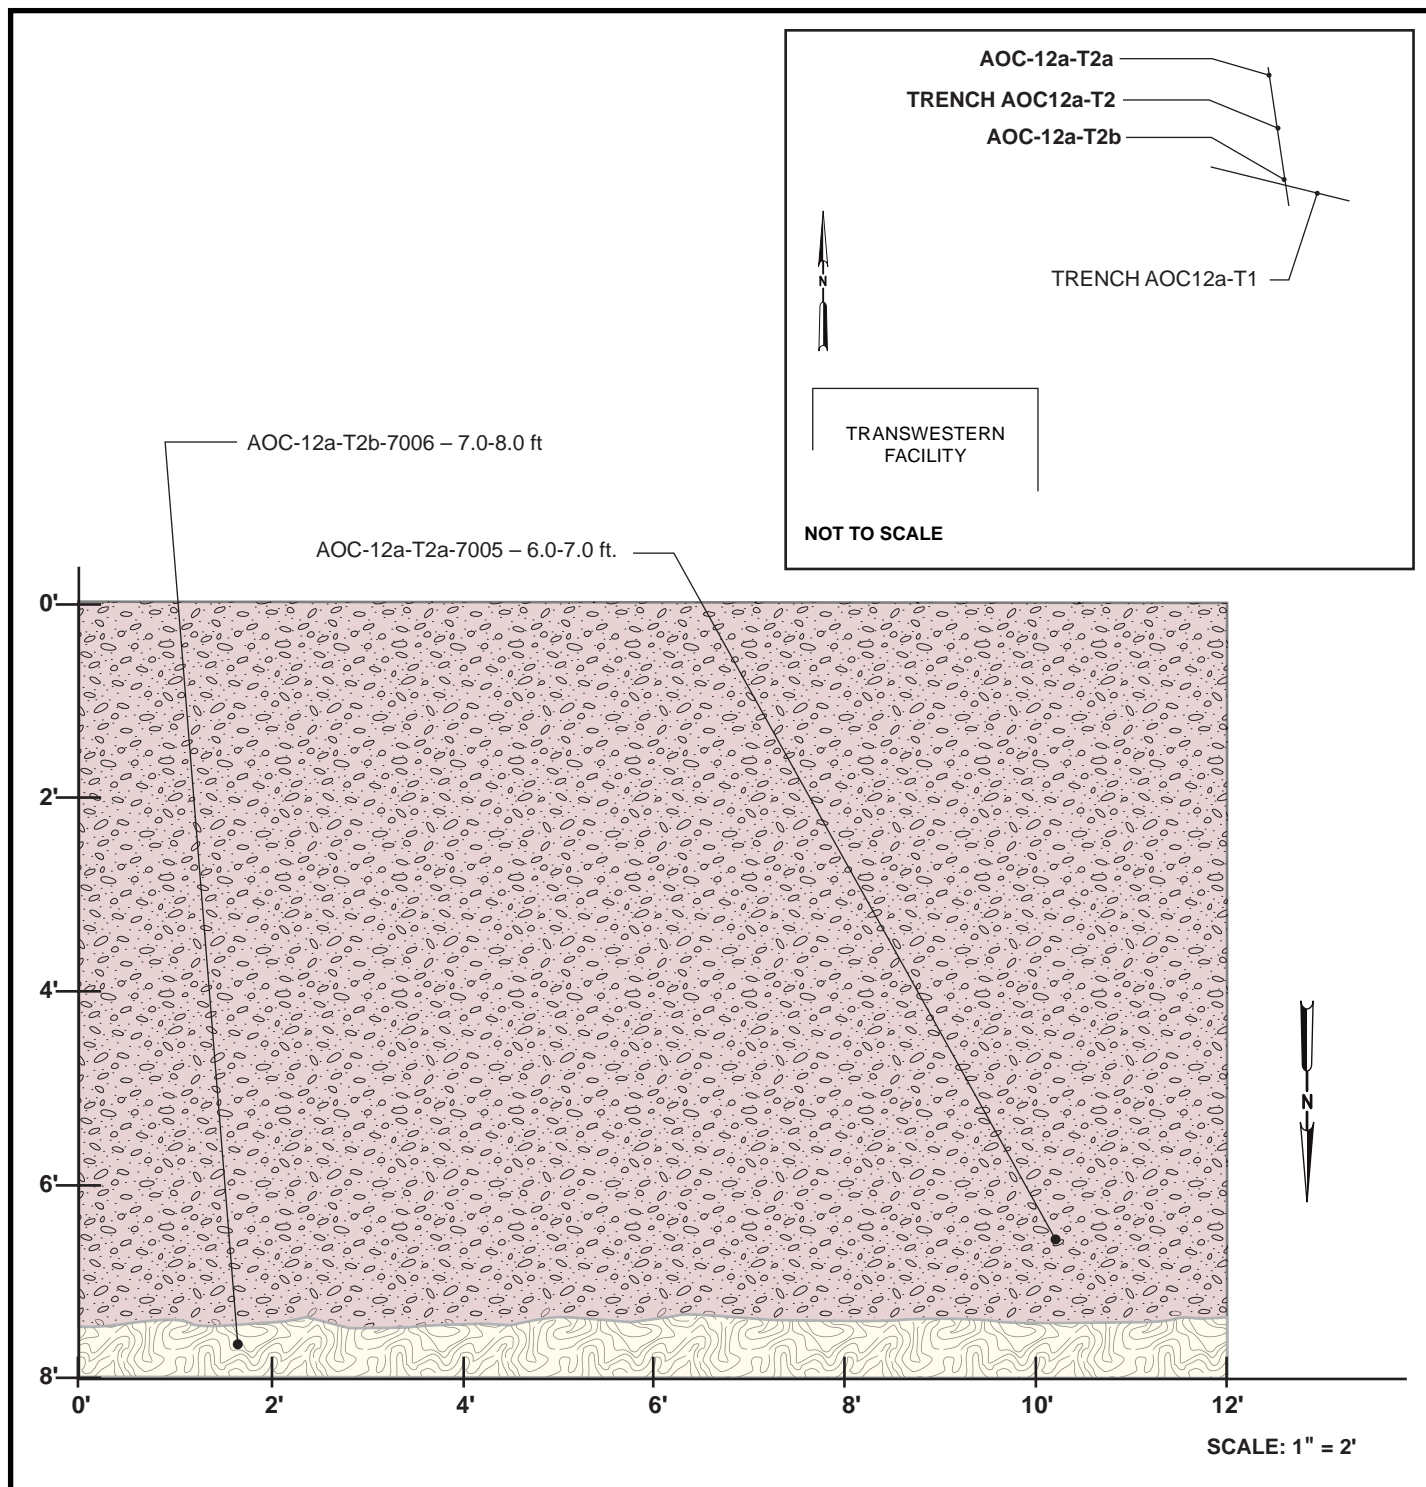 AOC-12a-T2a
TRENCH AOC12a-T2
AOC-12a-T2b
TRENCH AOC12a-T1
N
TRANSWESTERN
FACILITY
NOT TO SCALE
AOC-12a-T2b-7006 – 7.0-8.0 ft
AOC-12a-T2a-7005 – 6.0-7.0 ft.
0'
2'
4'
6'
8'
N
0'
2'
4'
6'
8'
10'
12'
SCALE: 1" = 2'